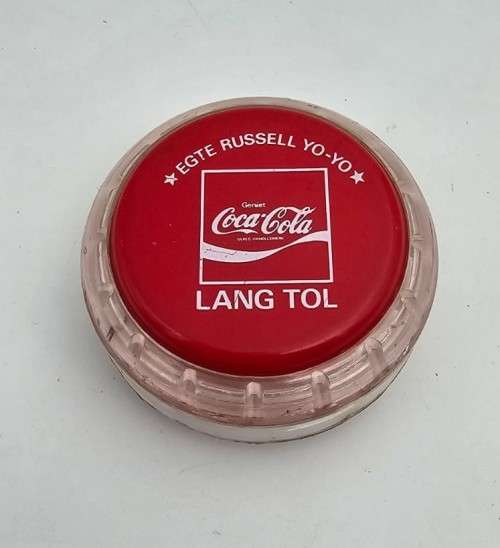 ★ EGTE RUSSELL YO-YO ★
Geniet
Coca-Cola
LANG TOL